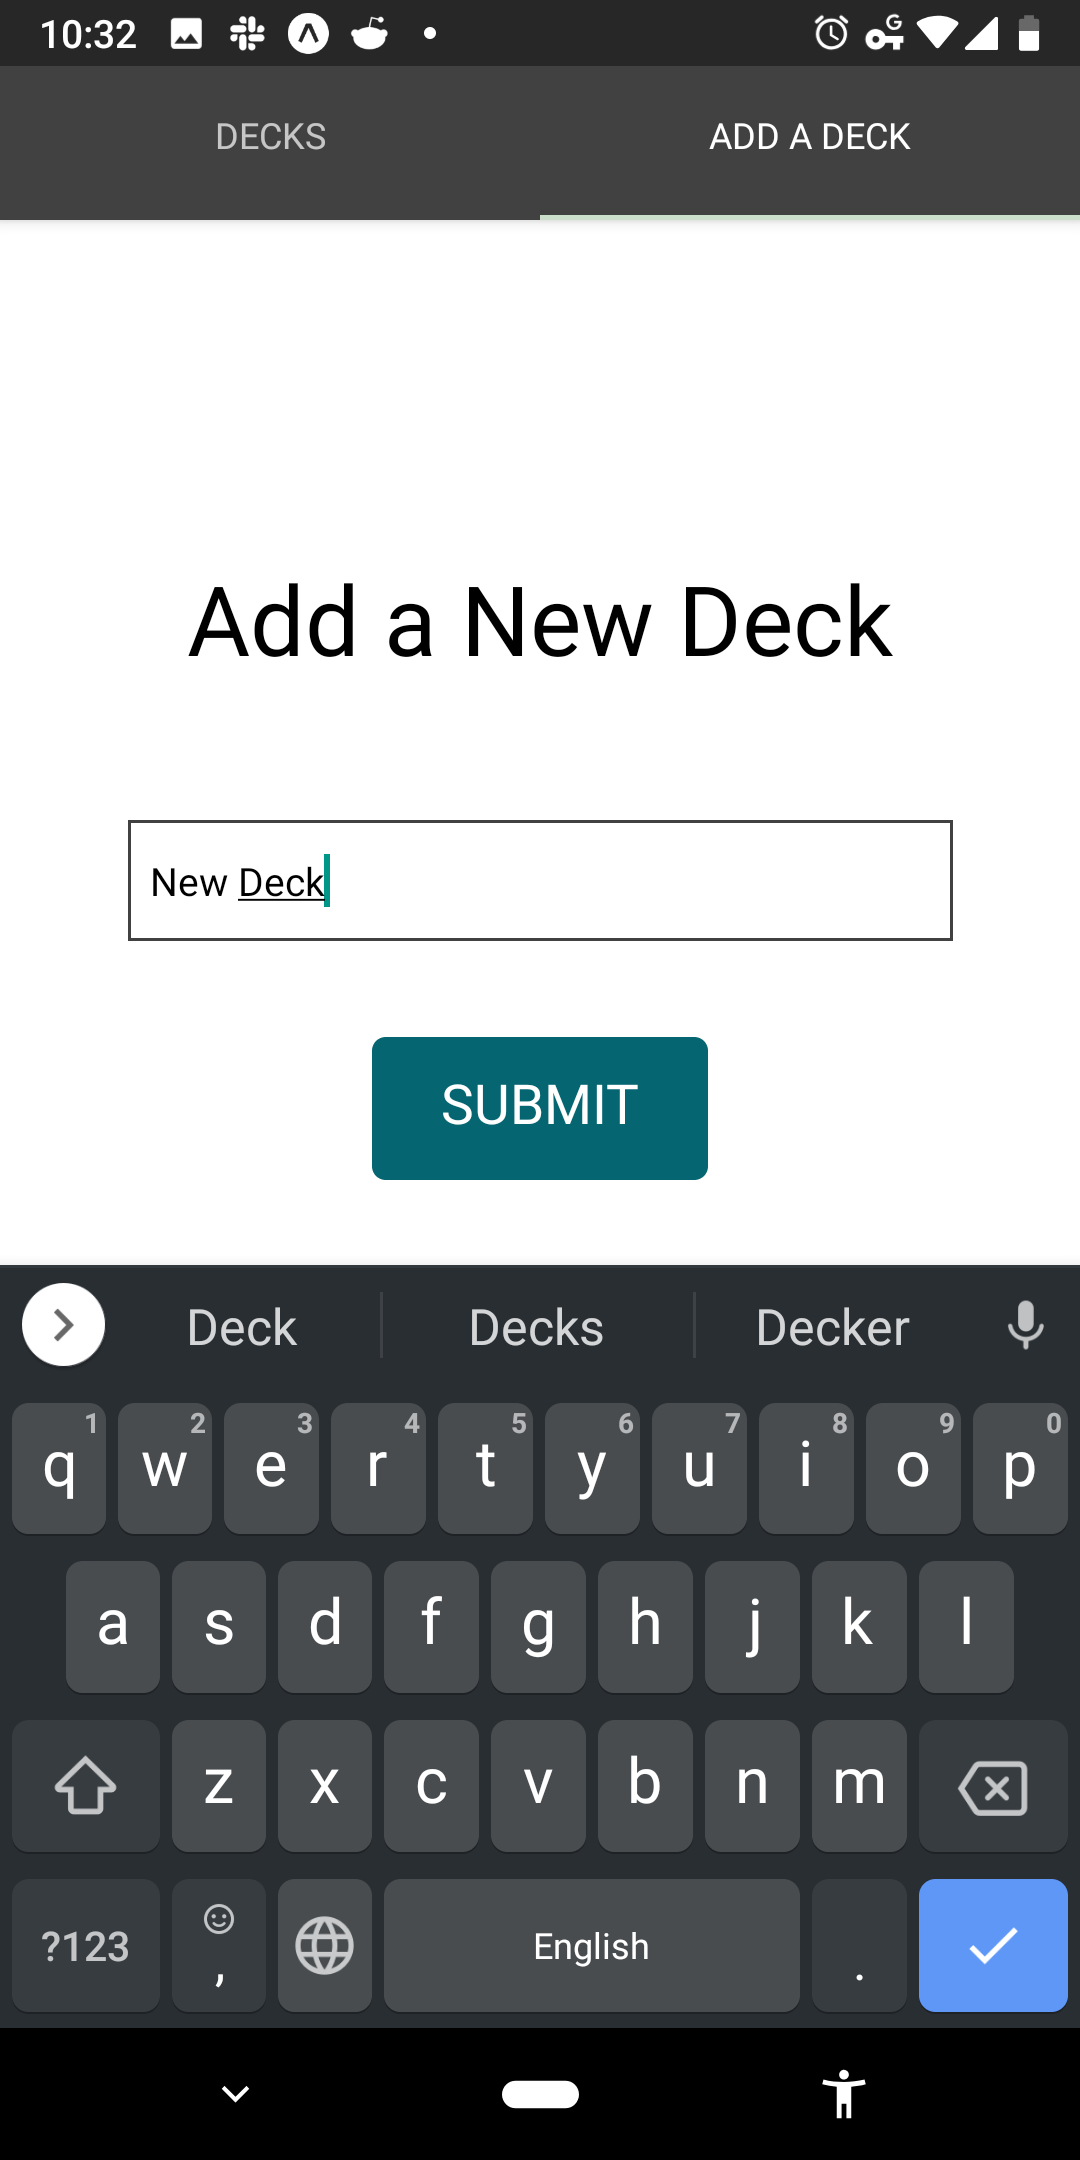 10:32 G
DECKS ADD A DECK
Add a New Deck
New Deck
SUBMIT
Deck Decks Decker
1 2 3 4 5 6 7 8 9 0
q w e r t y u i o p
a s d f g h j k l
z x c v b n m
?123 , English .